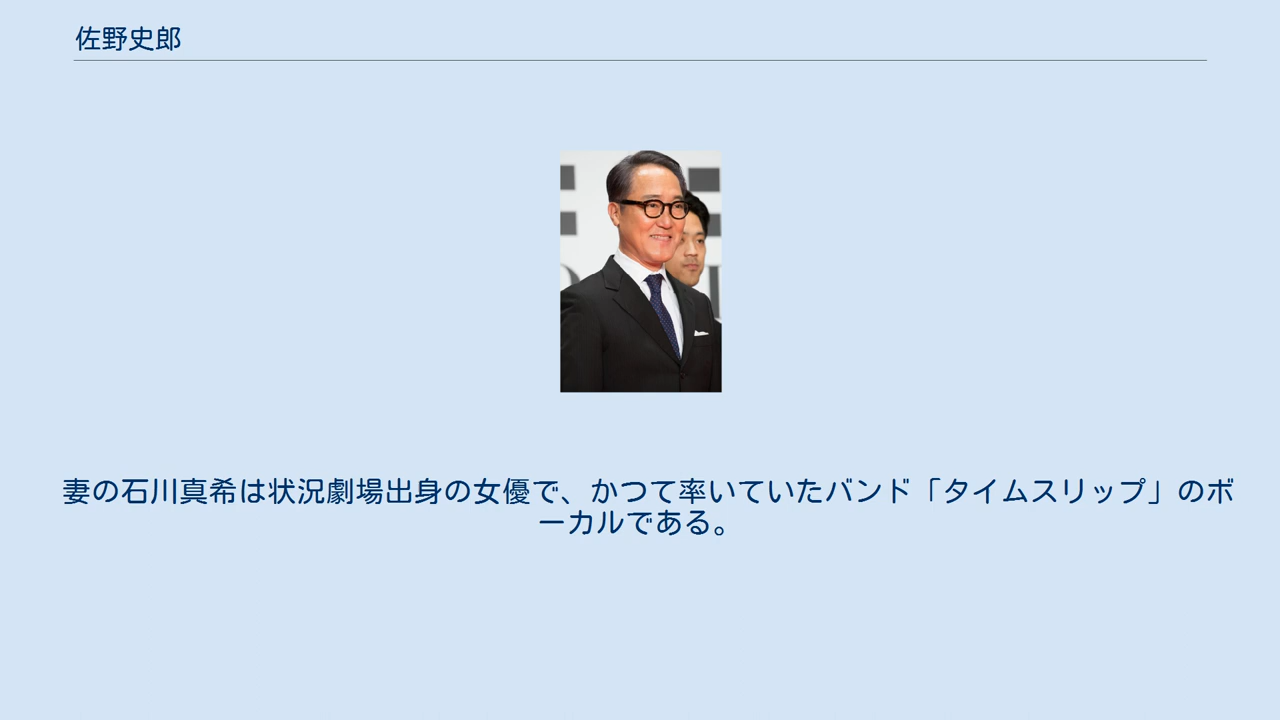 佐野史郎
妻の石川真希は状況劇場出身の女優で、かつて率いていたバンド「タイムスリップ」のボ
ーカルである。